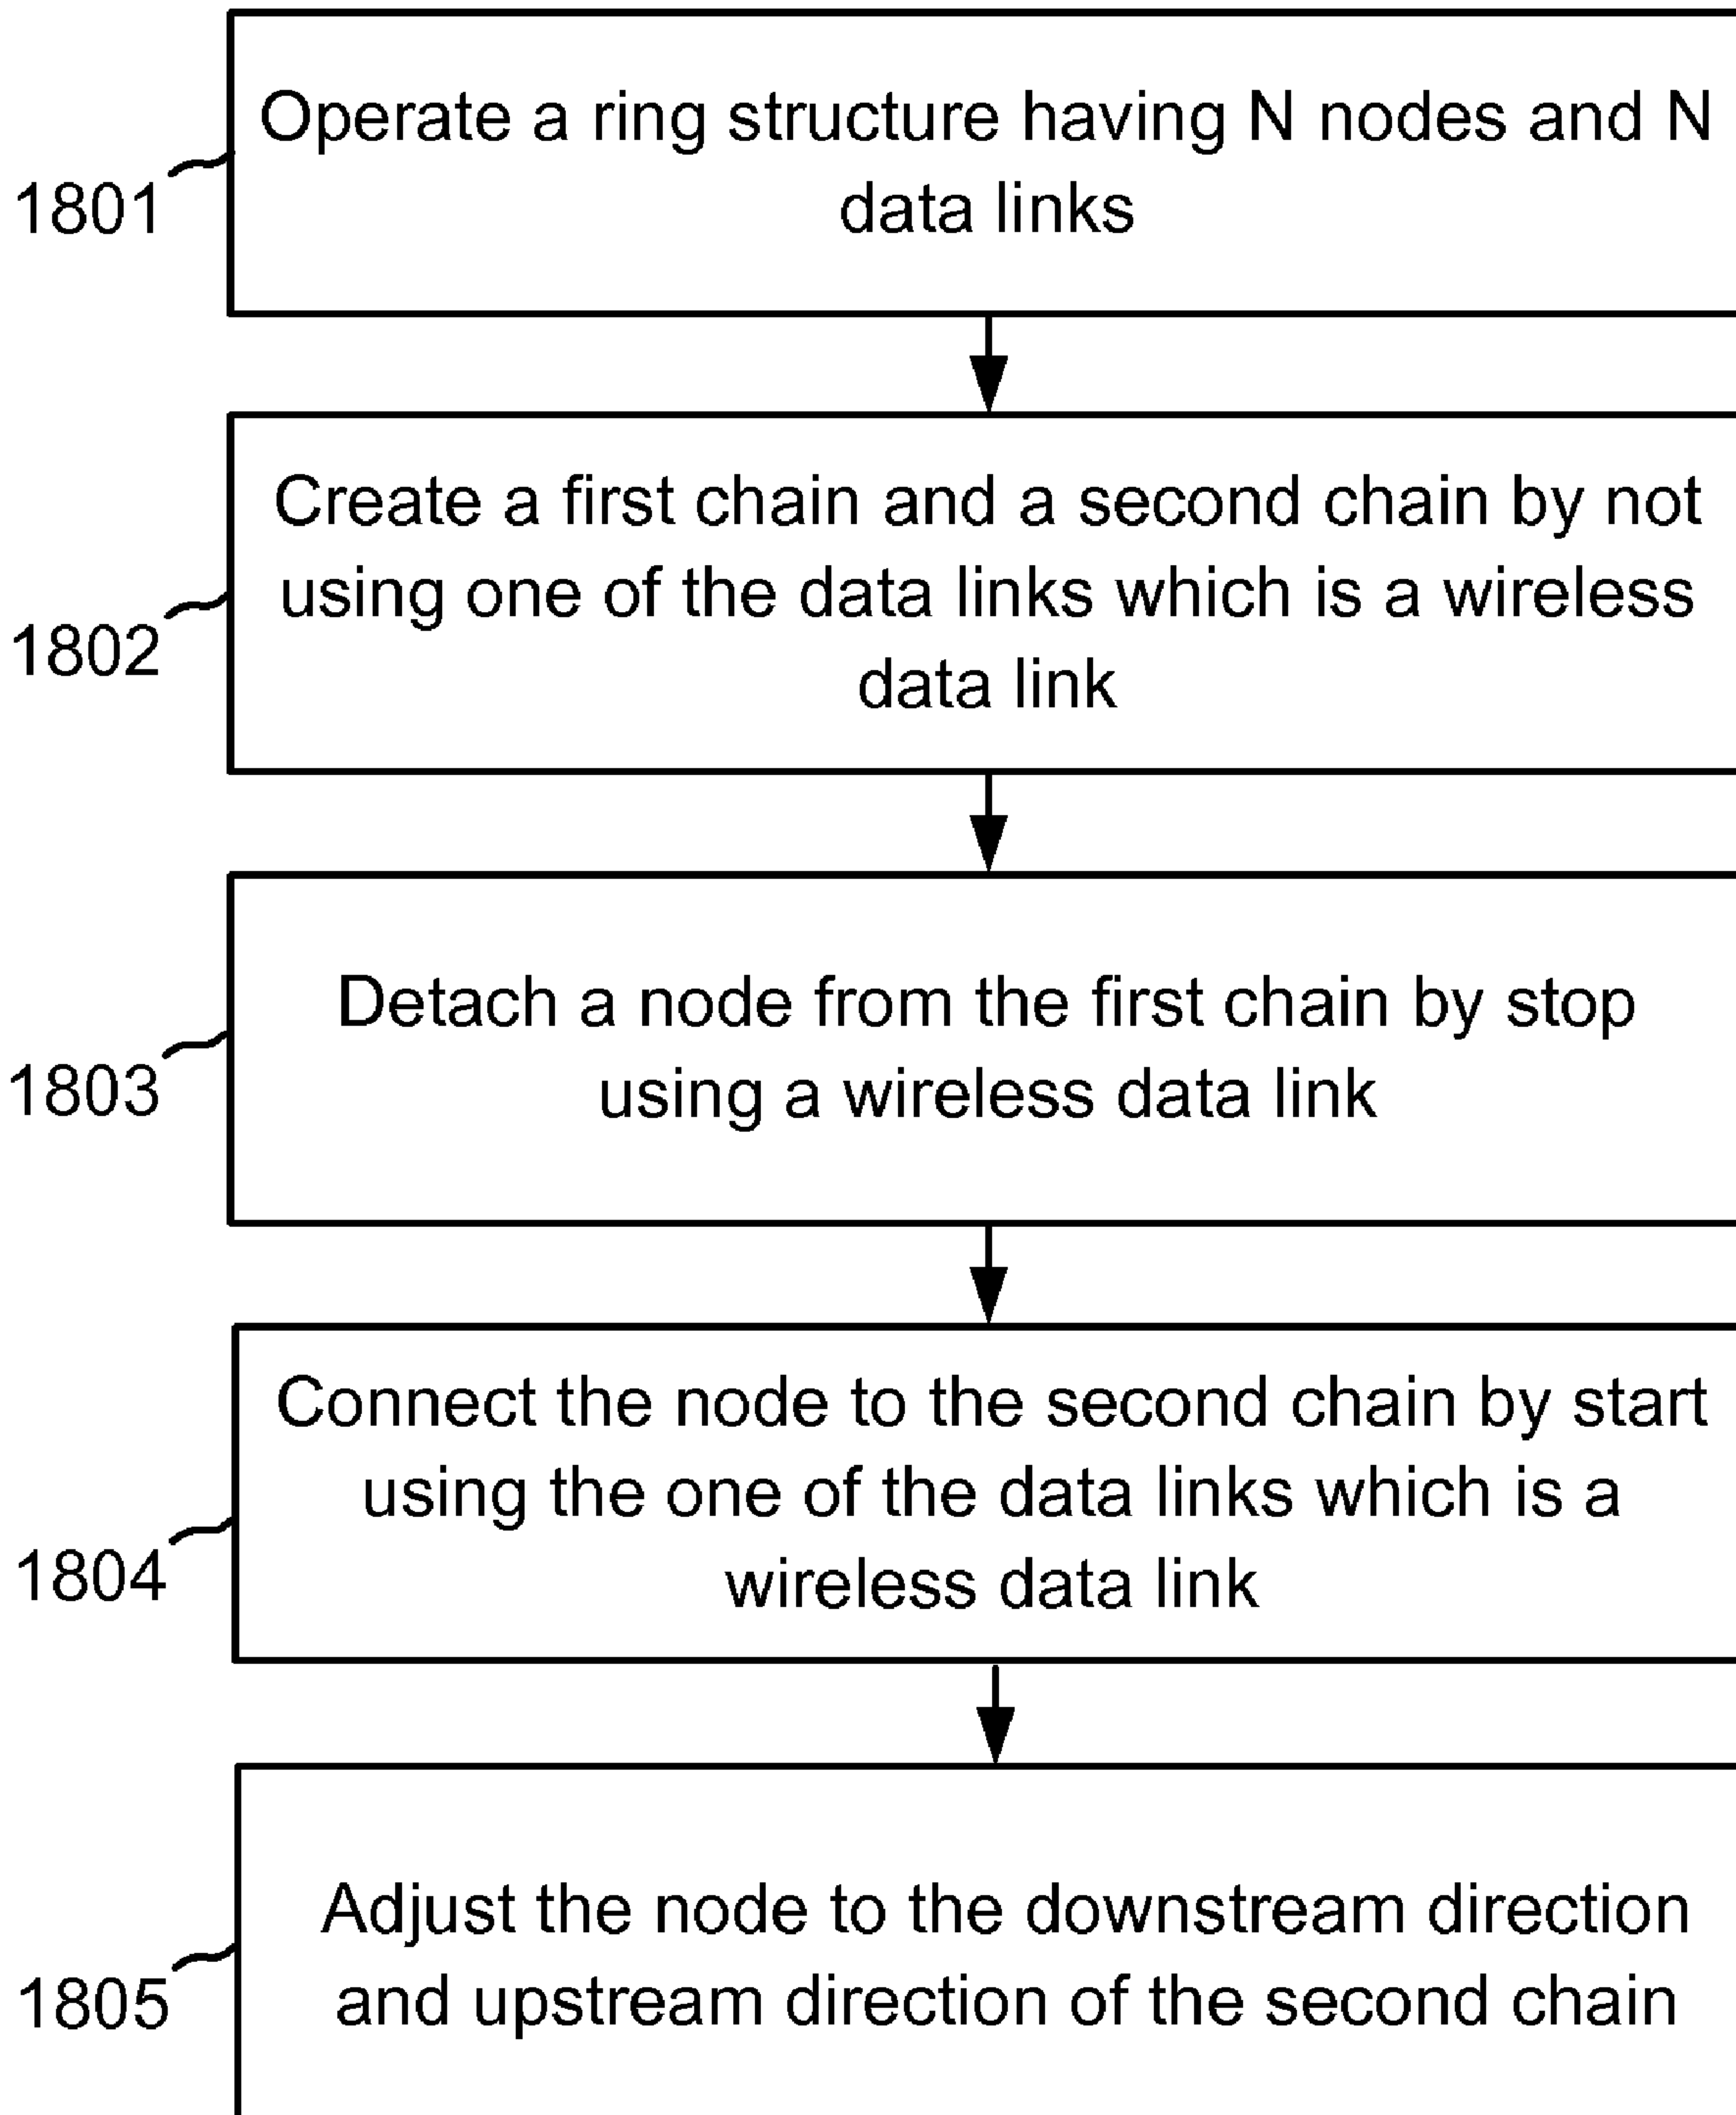 Operate a ring structure having N nodes and N
data links
1801
Create a first chain and a second chain by not
using one of the data links which is a wireless
data link
1802
Detach a node from the first chain by stop
using a wireless data link
1803
Connect the node to the second chain by start
using the one of the data links which is a
wireless data link
1804
Adjust the node to the downstream direction
and upstream direction of the second chain
1805